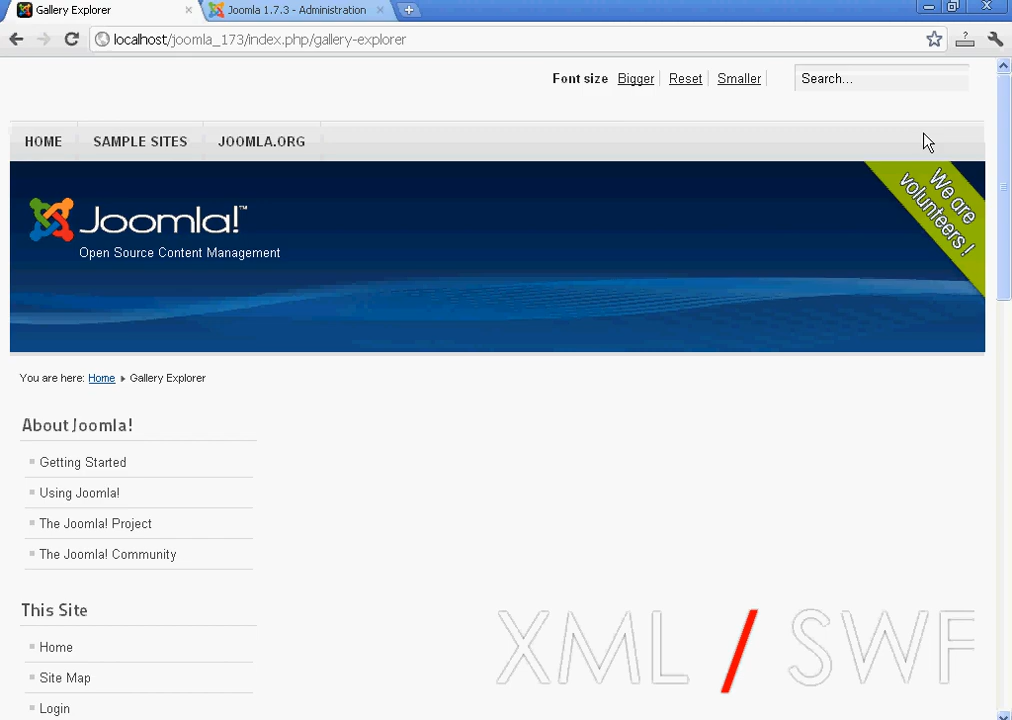 Gallery Explorer
Joomla 1.7.3 - Administration
localhost/joomla_173/index.php/gallery-explorer
Font size Bigger Reset Smaller Search...
HOME SAMPLE SITES JOOMLA.ORG
Joomla!™
Open Source Content Management
We are
volunteers !
You are here: Home Gallery Explorer
About Joomla!
Getting Started
Using Joomla!
The Joomla! Project
The Joomla! Community
This Site
Home
Site Map
Login
XML / SWF